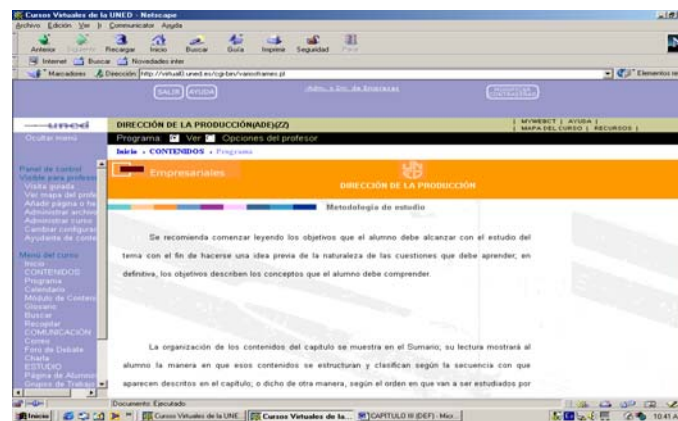 Cursos Virtuales de la UNED - Netscape
Archivo Edición Ver Ir Communicator Ayuda
Anterior Recargar Inicio Buscar Guía Imprimir Seguridad
Internet Buscar Novedades inter
Marcadores Dirección http://virtual1.uned.es/cgi-bin/variosframes.pl Elementos re
SALIR AYUDA
uned
DIRECCIÓN DE LA PRODUCCIÓN(ADE)(ZZ)
MYWEBCT | AYUDA |
MAPA DEL CURSO | RECURSOS |
Ocultar menú
Programa: Ver Opciones del profesor
Inicio › CONTENIDOS › Programa
Panel de control
Visible para profesor
Visita guiada
Ver mapa del profe
Añadir página o he
Administrar archivo
Administrar curso
Cambiar configurac
Ayudante de conte
Menú del curso
Inicio
CONTENIDOS
Programa
Calendario
Módulo de Conteni
Glosario
Buscar
Recopilar
COMUNICACIÓN
Correo
Foro de Debate
Charla
ESTUDIO
Página de Alumnos
Grupos de Trabajo
Empresariales
DIRECCIÓN DE LA PRODUCCIÓN
Metodología de estudio
Se recomienda comenzar leyendo los objetivos que el alumno debe alcanzar con el estudio del
tema con el fin de hacerse una idea previa de la naturaleza de las cuestiones que debe aprender; en
definitiva, los objetivos describen los conceptos que el alumno debe comprender.
La organización de los contenidos del capítulo se muestra en el Sumario; su lectura mostrará al
alumno la manera en que esos contenidos se estructuran y clasifican según la secuencia con que
aparecen descritos en el capítulo; o dicho de otra manera, según el orden en que van a ser estudiados por
Documento: Ejecutado
Inicio Cursos Virtuales de la UNE... Cursos Virtuales de la... CAPITULO III (DEF) - Micr... 10:41 A